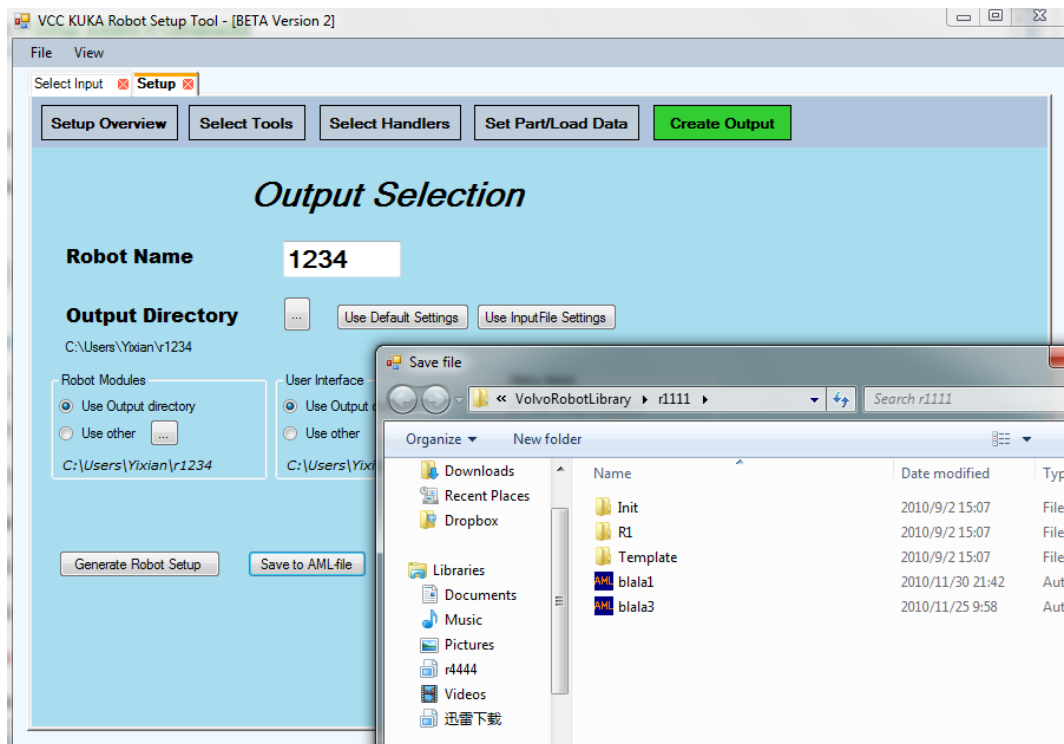 VCC KUKA Robot Setup Tool - [BETA Version 2]
File View
Select Input Setup
Setup Overview Select Tools Select Handlers Set Part/Load Data Create Output
Output Selection
Robot Name 1234
Output Directory ... Use Default Settings Use InputFile Settings
C:\Users\Yixian\r1234
Robot Modules
Use Output directory
Use other ...
C:\Users\Yixian\r1234
User Interface
Use Output
Use other
C:\Users\Yixi
Generate Robot Setup Save to AML-file
Save file
« VolvoRobotLibrary r1111 Search r1111
Organize New folder
Downloads
Recent Places
Dropbox
Libraries
Documents
Music
Pictures
r4444
Videos
迅雷下载
Name Date modified Typ
Init 2010/9/2 15:07 File
R1 2010/9/2 15:07 File
Template 2010/9/2 15:07 File
AML blala1 2010/11/30 21:42 Aut
AML blala3 2010/11/25 9:58 Aut